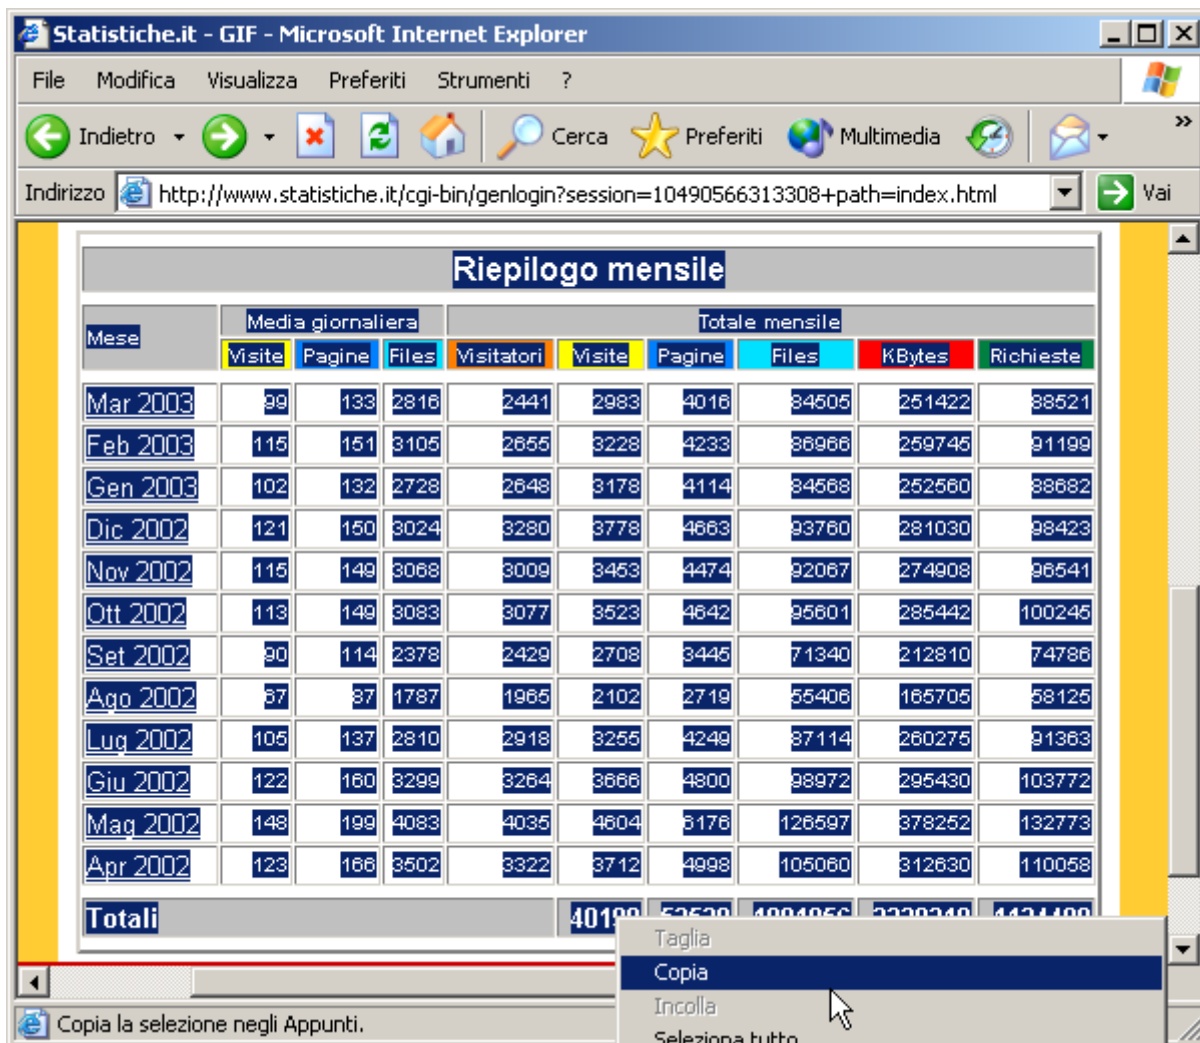 Statistiche.it - GIF - Microsoft Internet Explorer
File Modifica Visualizza Preferiti Strumenti ?
Indietro Cerca Preferiti Multimedia »
Indirizzo http://www.statistiche.it/cgi-bin/genlogin?session=10490566313308+path=index.html Vai
Riepilogo mensile
Mese Media giornaliera Totale mensile
Visite Pagine Files Visitatori Visite Pagine Files KBytes Richieste
Mar 2003 99 133 2816 2441 2983 4016 84505 251422 88521
Feb 2003 115 151 3105 2655 3228 4233 86966 259745 91199
Gen 2003 102 132 2728 2648 3178 4114 84568 252560 88682
Dic 2002 121 150 3024 3280 3778 4663 93760 281030 98423
Nov 2002 115 149 3068 3009 3453 4474 92067 274908 96541
Ott 2002 113 149 3083 3077 3523 4642 95601 285442 100245
Set 2002 90 114 2378 2429 2708 3445 71340 212810 74786
Ago 2002 67 87 1787 1965 2102 2719 55406 165705 58125
Lug 2002 105 137 2810 2918 3255 4249 87114 260275 91363
Giu 2002 122 160 3299 3264 3666 4800 98972 295430 103772
Mag 2002 148 199 4083 4035 4604 6176 126597 378252 132773
Apr 2002 123 166 3502 3322 3712 4998 105060 312630 110058
Totali
Taglia
Copia
Incolla
Seleziona tutto
Copia la selezione negli Appunti.